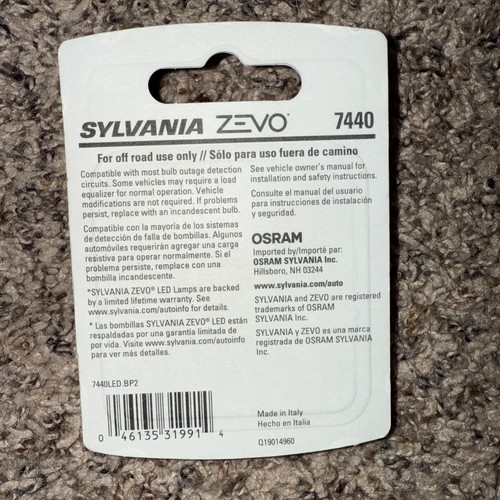 SYLVANIA ZEVO® 7440
For off road use only // Sólo para uso fuera de camino
Compatible with most bulb outage detection
circuits. Some vehicles may require a load
equalizer for normal operation. Vehicle
modifications are not required. If problems
persist, replace with an incandescent bulb.
Compatible con la mayoría de los sistemas
de detección de falla de bombillas. Algunos
automóviles requerirán agregar una carga
resistiva para operar normalmente. Si el
problema persiste, remplace con una
bombilla incandescente.
*SYLVANIA ZEVO® LED Lamps are backed
by a limited lifetime warranty. See
www.sylvania.com/autoinfo for details.
* Las bombillas SYLVANIA ZEVO® LED están
respaldadas por una garantía limitada de
por vida. Visite www.sylvania.com/autoinfo
para ver más detalles.
See vehicle owner's manual for
installation and safety instructions.
Consulte el manual del usuario
para instrucciones de instalación
y seguridad.
OSRAM
Imported by/Importé par:
OSRAM SYLVANIA Inc.
Hillsboro, NH 03244
www.sylvania.com/auto
SYLVANIA and ZEVO are registered
trademarks of OSRAM SYLVANIA
Inc.
SYLVANIA y ZEVO es una marca
registrada de OSRAM SYLVANIA
Inc.
7440LED.BP2
0 46135 31991 4
Made in Italy
Hecho en Italia
Q19014960